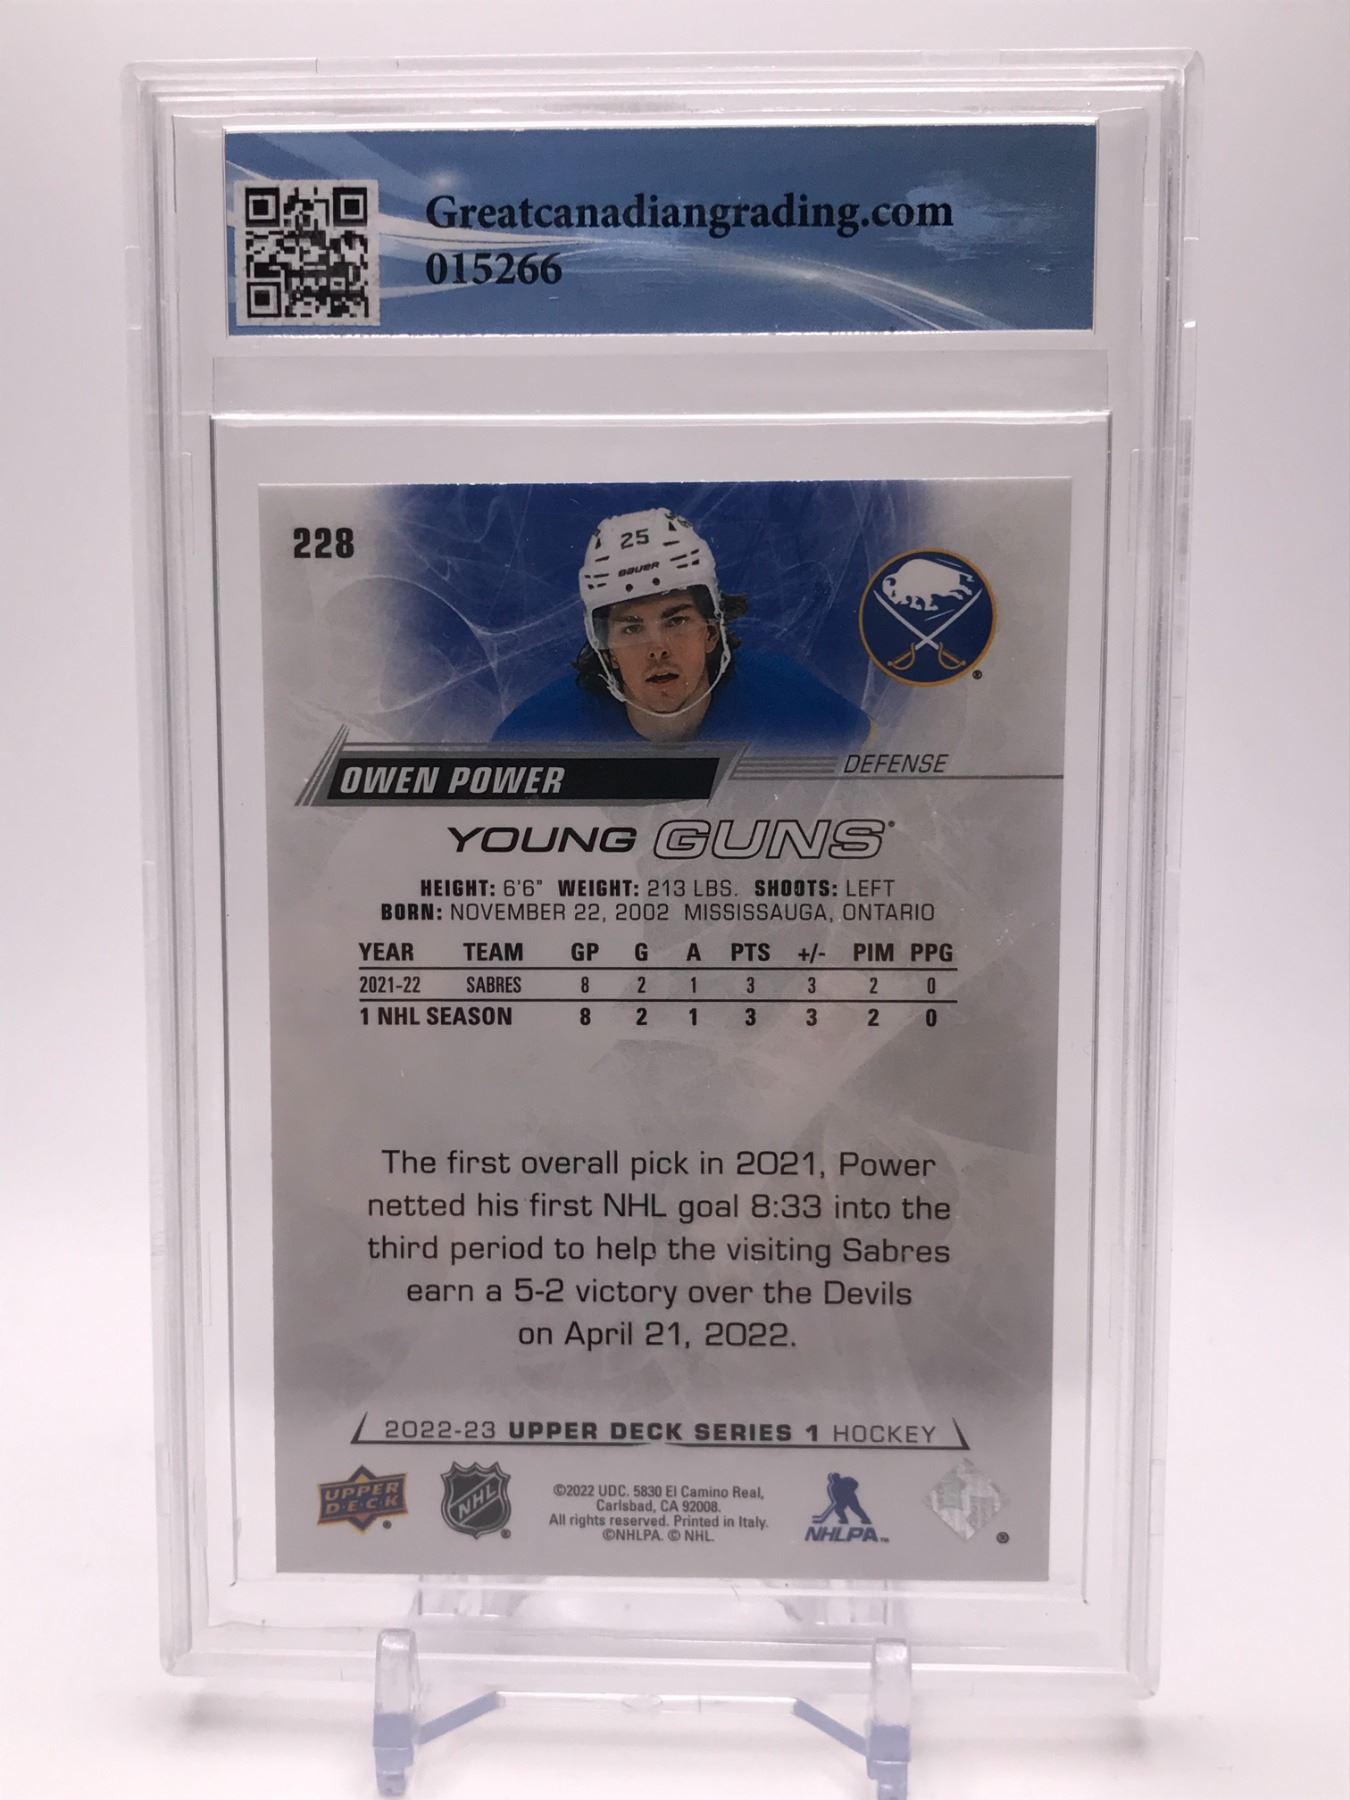 Greatcanadiangrading.com
015266
228
25
BAUER
OWEN POWER
DEFENSE
YOUNG GUNS®
HEIGHT: 6'6" WEIGHT: 213 LBS. SHOOTS: LEFT
BORN: NOVEMBER 22, 2002 MISSISSAUGA, ONTARIO
YEAR TEAM GP G A PTS +/- PIM PPG
2021-22 SABRES 8 2 1 3 3 2 0
1 NHL SEASON 8 2 1 3 3 2 0
The first overall pick in 2021, Power
netted his first NHL goal 8:33 into the
third period to help the visiting Sabres
earn a 5-2 victory over the Devils
on April 21, 2022.
2022-23 UPPER DECK SERIES 1 HOCKEY
UPPER
DECK
NHL
©2022 UDC. 5830 El Camino Real,
Carlsbad, CA 92008.
All rights reserved. Printed in Italy.
©NHLPA. © NHL.
NHLPA™